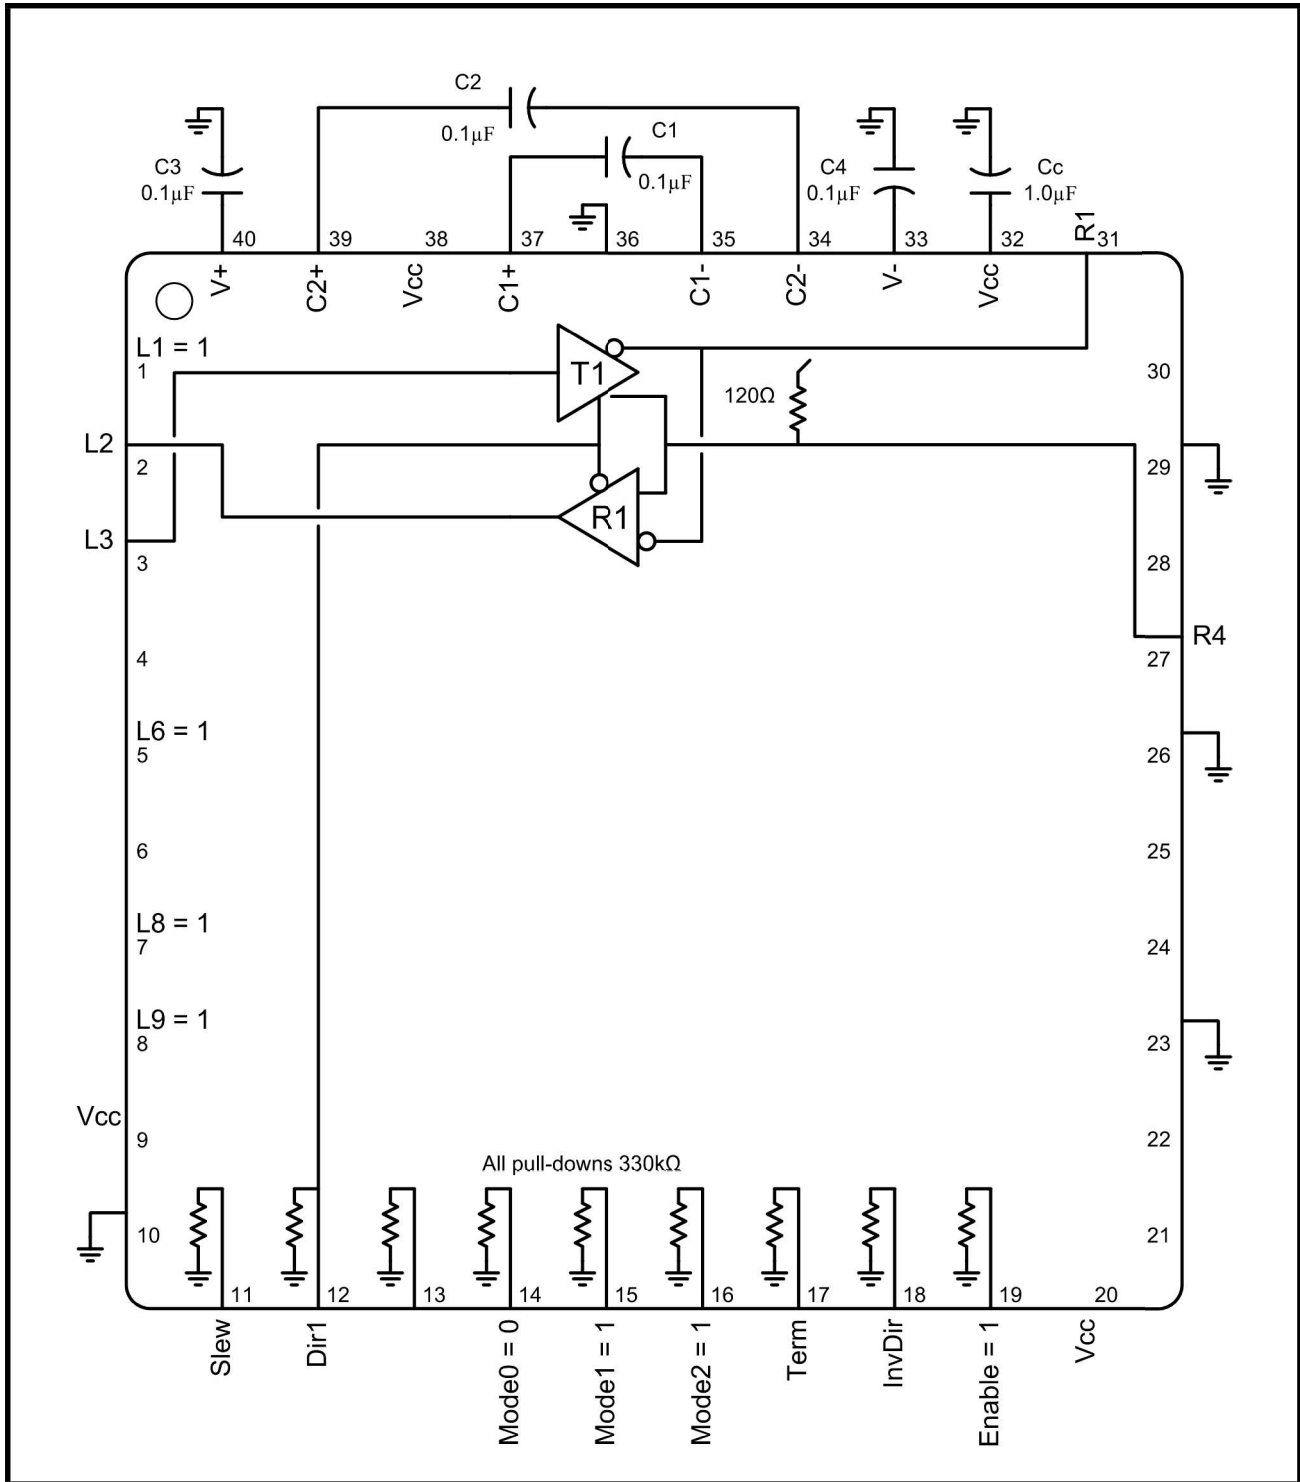 C2
0.1µF
C1
0.1µF
C3
0.1µF
C4
0.1µF
Cc
1.0µF
R1
40 39 38 37 36 35 34 33 32 31
V+ C2+ Vcc C1+ C1- C2- V- Vcc
L1 = 1
1
T1
120Ω
30
L2
2
29
R1
L3
3
28
4
R4
27
L6 = 1
5
26
6
25
L8 = 1
7
24
L9 = 1
8
23
Vcc
9
22
All pull-downs 330kΩ
10
21
11 12 13 14 15 16 17 18 19 20
Slew
Dir1
Mode0 = 0
Mode1 = 1
Mode2 = 1
Term
InvDir
Enable = 1
Vcc